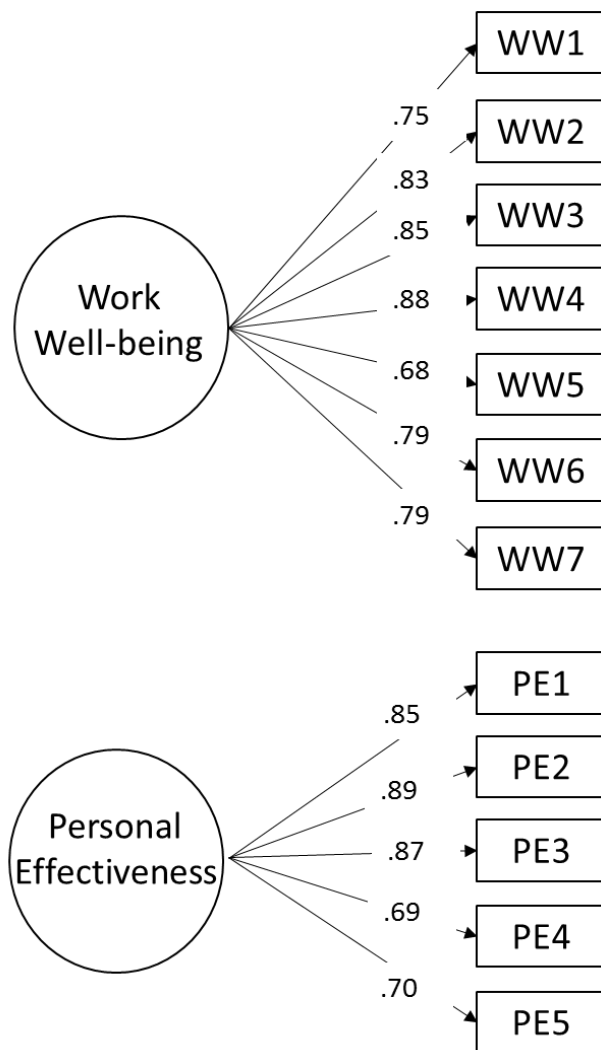 WW1
.75
WW2
.83
WW3
.85
Work
Well-being
WW4
.88
WW5
.68
WW6
.79
WW7
.79
PE1
.85
PE2
.89
Personal
Effectiveness
PE3
.87
PE4
.69
PE5
.70